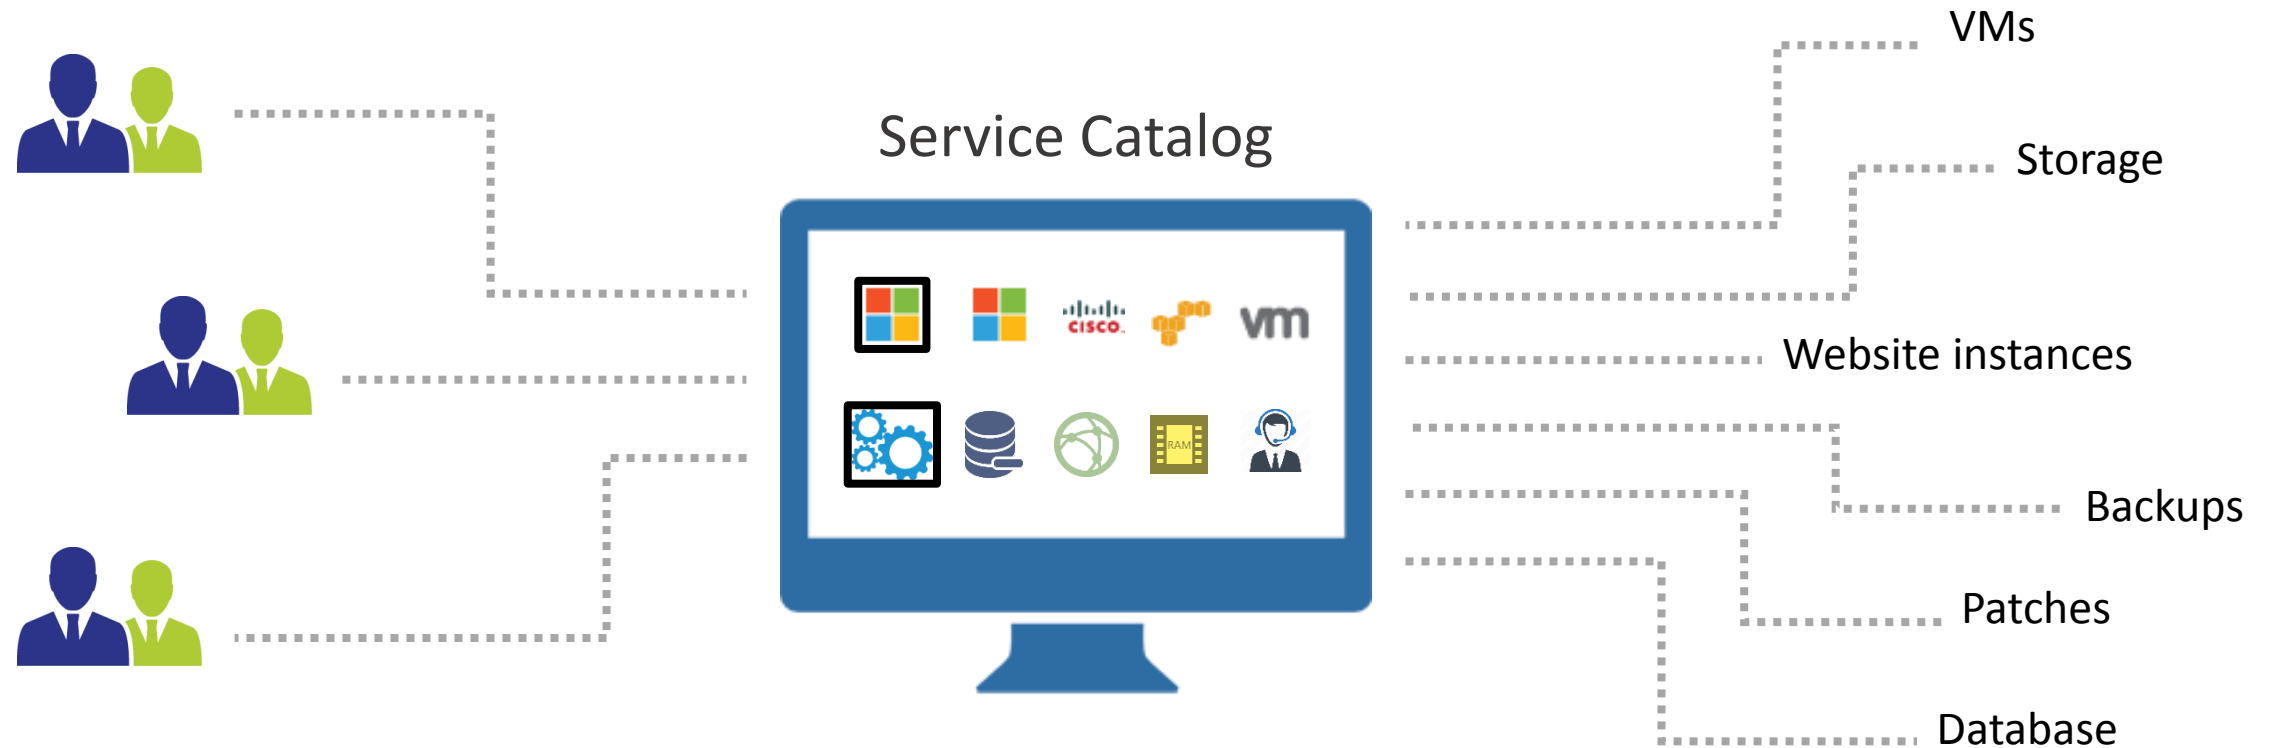 VMs
Service Catalog
Storage
CISCO.
vm
Website instances
RAM
Backups
Patches
Database